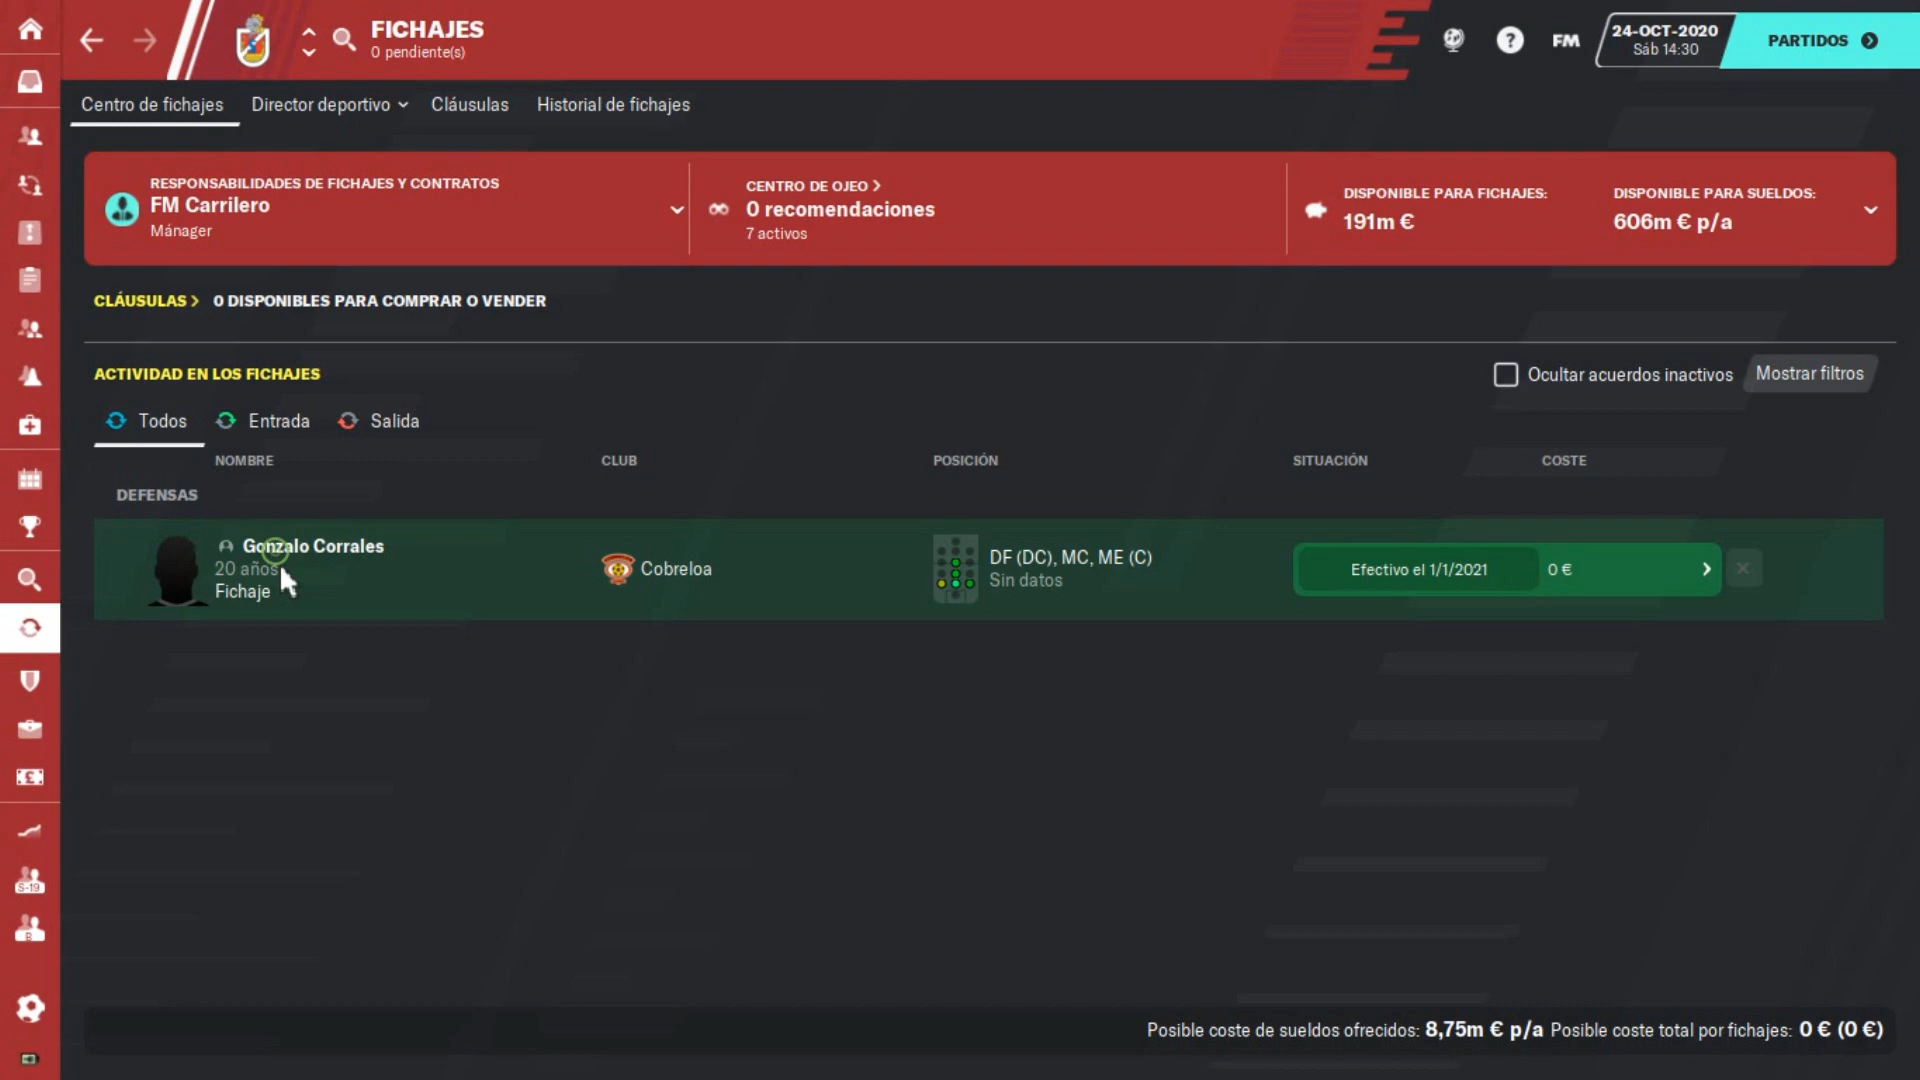 FICHAJES
0 pendiente(s)
FM
24-OCT-2020
Sáb 14:30
PARTIDOS
Centro de fichajes
Director deportivo
Cláusulas
Historial de fichajes
RESPONSABILIDADES DE FICHAJES Y CONTRATOS
FM Carrilero
Mánager
CENTRO DE OJEO >
0 recomendaciones
7 activos
DISPONIBLE PARA FICHAJES:
191m €
DISPONIBLE PARA SUELDOS:
606m € p/a
CLÁUSULAS > 0 DISPONIBLES PARA COMPRAR O VENDER
ACTIVIDAD EN LOS FICHAJES
Ocultar acuerdos inactivos
Mostrar filtros
Todos
Entrada
Salida
NOMBRE
CLUB
POSICIÓN
SITUACIÓN
COSTE
DEFENSAS
Gonzalo Corrales
20 años
Fichaje
Cobreloa
DF (DC), MC, ME (C)
Sin datos
Efectivo el 1/1/2021
0 €
S-19
B
Posible coste de sueldos ofrecidos: 8,75m € p/a Posible coste total por fichajes: 0 € (0 €)